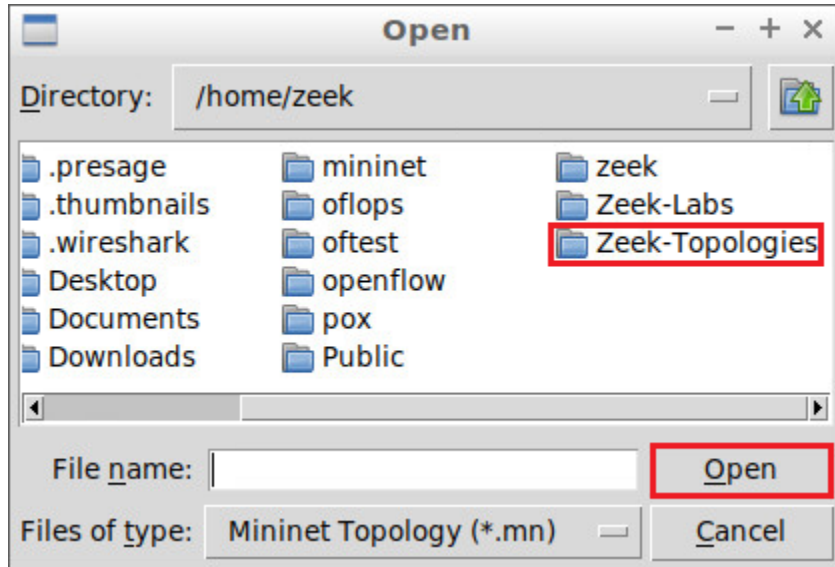 Open
Directory: /home/zeek
.presage mininet zeek
.thumbnails oflops Zeek-Labs
.wireshark oftest Zeek-Topologies
Desktop openflow
Documents pox
Downloads Public
File name: Open
Files of type: Mininet Topology (*.mn) Cancel